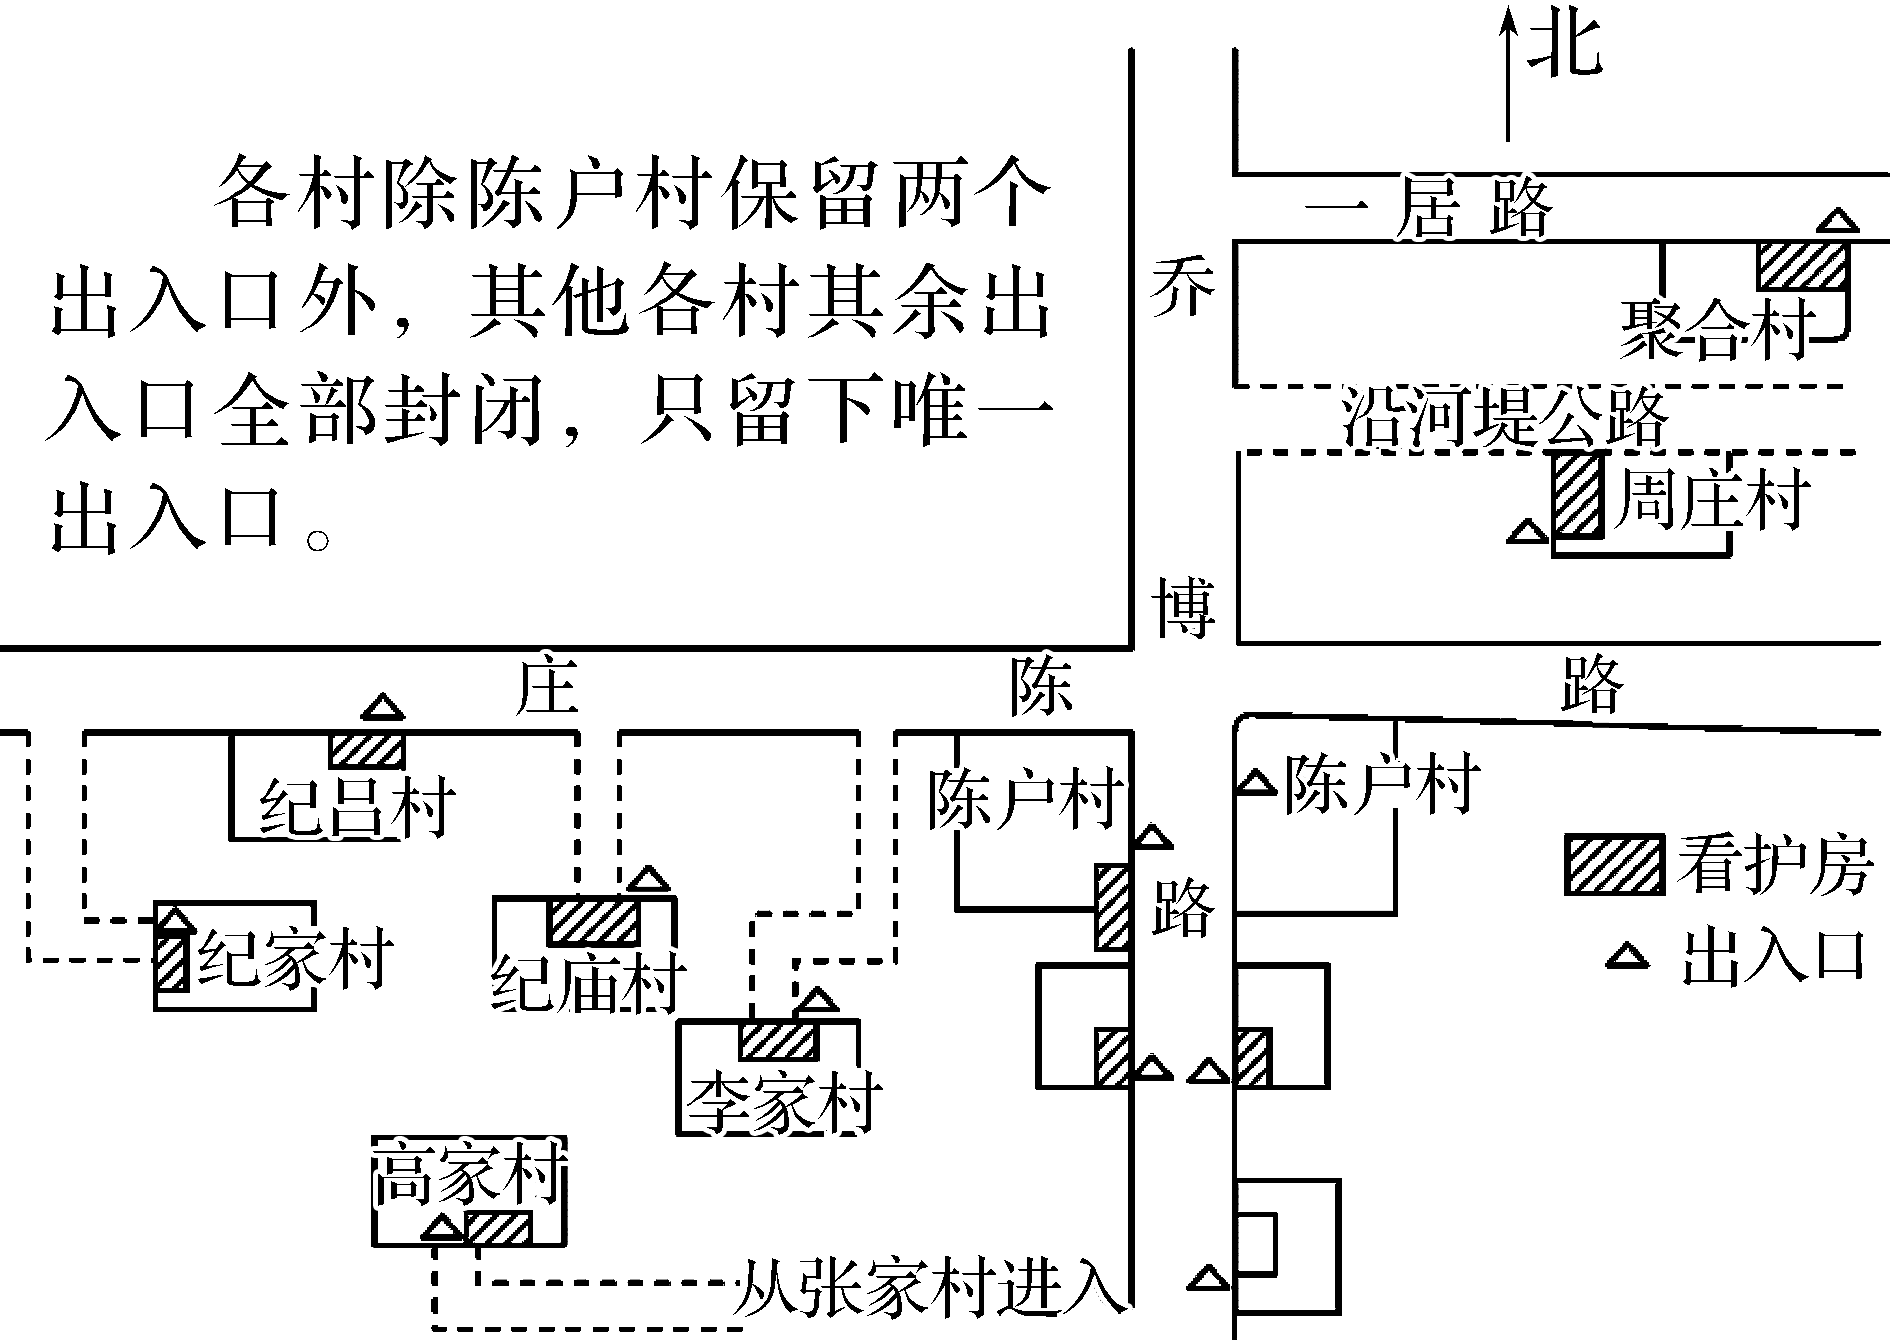 北
各村除陈户村保留两个
出入口外，其他各村其余出
入口全部封闭，只留下唯一
出入口。
一居路
聚合村
沿河堤公路
周庄村
乔博路
庄陈路
纪吕村
陈户村
陈户村
看护房
出入口
纪家村
纪庙村
李家村
高家村
从张家村进入